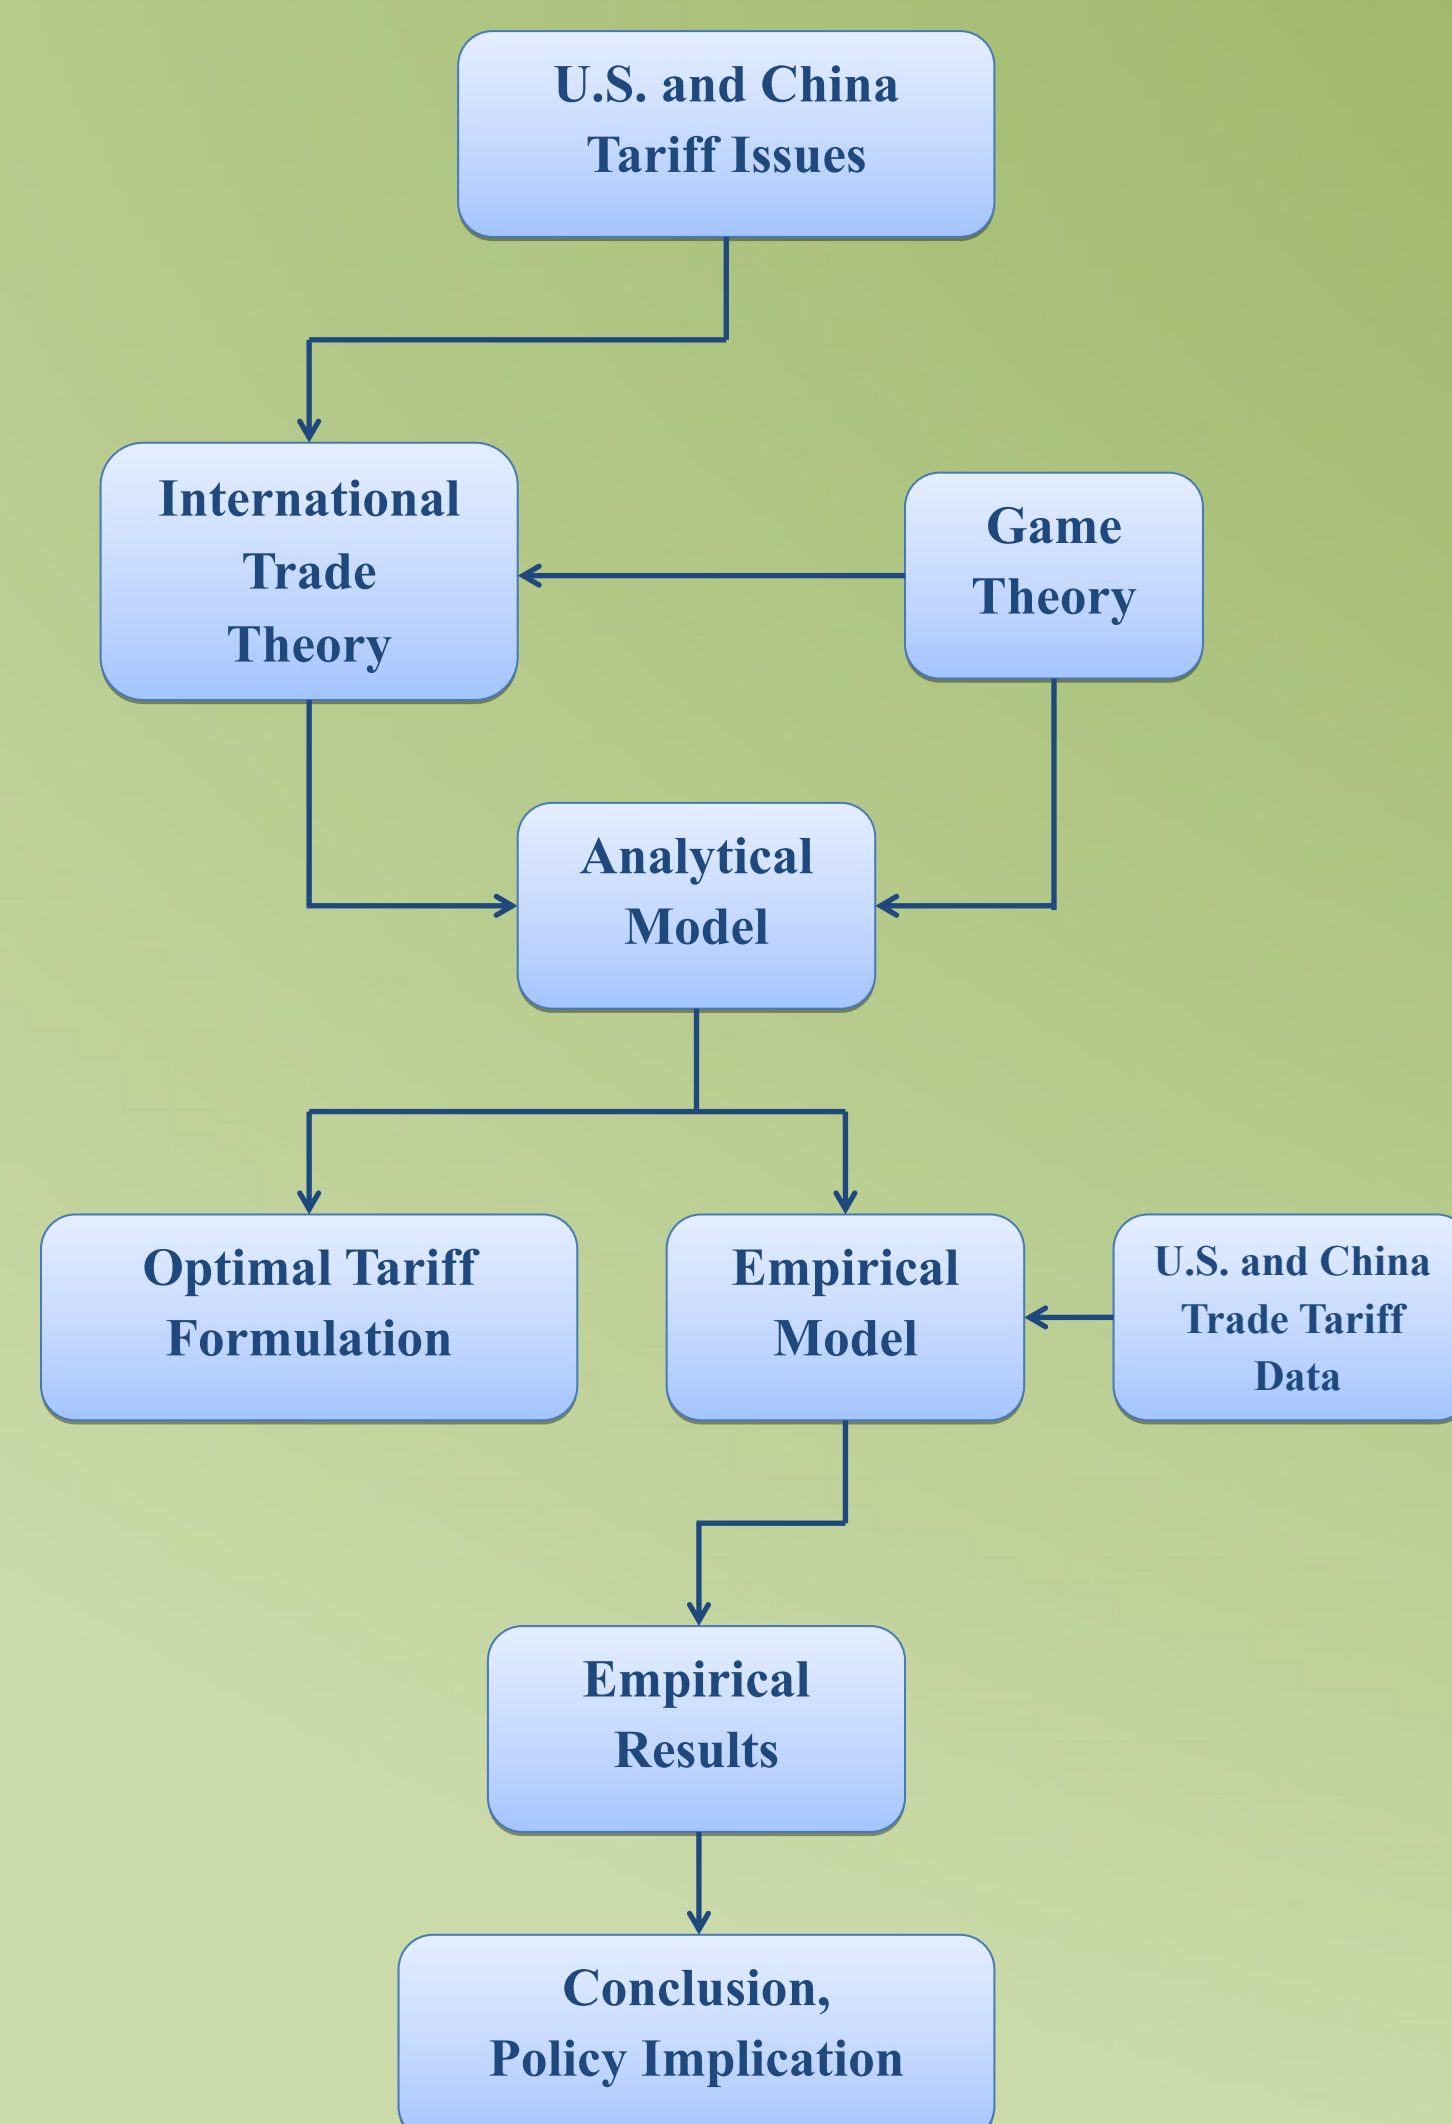 U.S. and China
Tariff Issues
International
Trade
Theory
Game
Theory
Analytical
Model
Optimal Tariff
Formulation
Empirical
Model
U.S. and China
Trade Tariff
Data
Empirical
Results
Conclusion,
Policy Implication